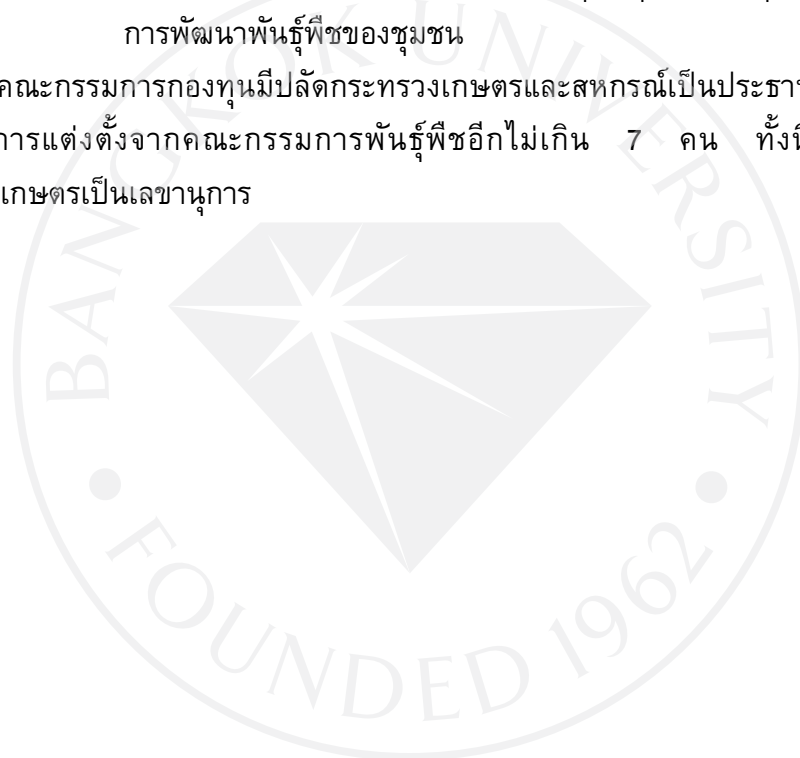 การพัฒนาพันธุ์พืชของชุมชน
คณะกรรมการกองทุนมีปลัดกระทรวงเกษตรและสหกรณ์เป็นประธาน
การแต่งตั้งจากคณะกรรมการพันธุ์พืชอีกไม่เกิน 7 คน ทั้งนี้
เกษตรเป็นเลขานุการ
BANGKOK UNIVERSITY
FOUNDED 1962